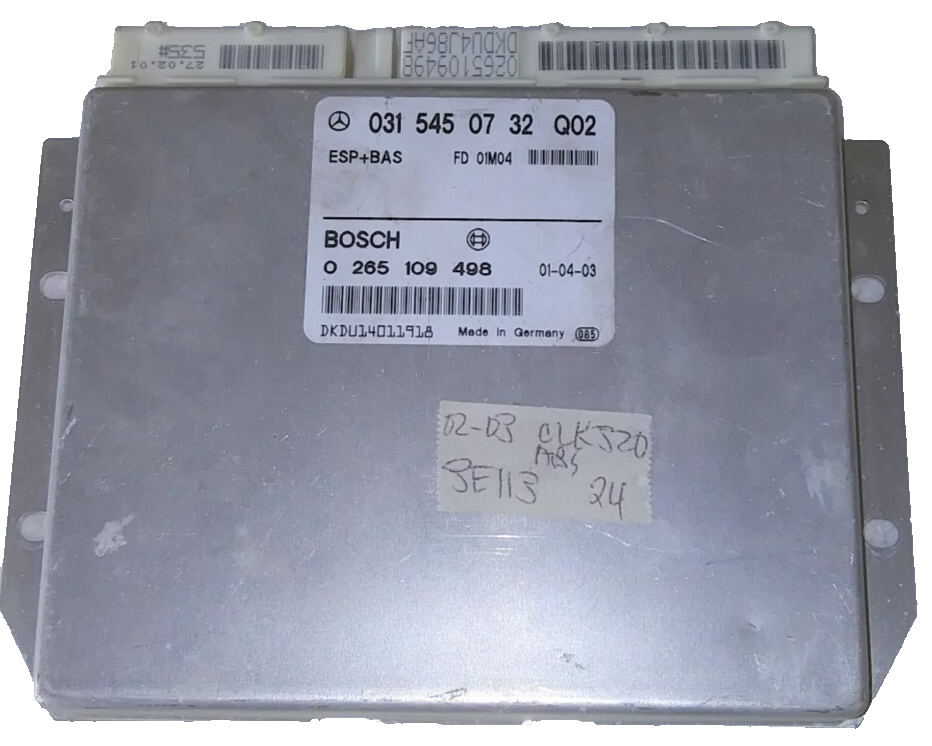 535#
27.02.01
0265109498
DKDU4J86AF
031 545 07 32 Q02
ESP+BAS FD 01M04
BOSCH
0 265 109 498 01-04-03
DKDU14011918 Made in Germany 085
02-03 CLK320
ABS
3E113 24